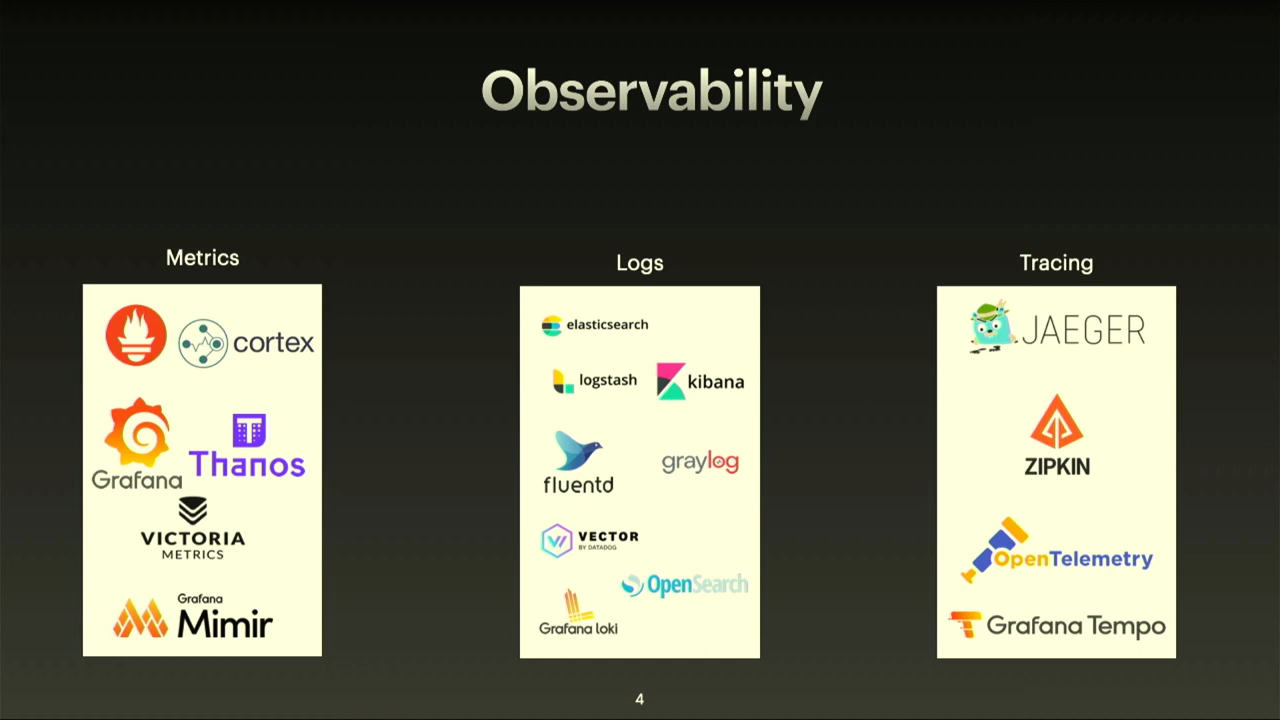 Observability
Metrics
cortex
Grafana
Thanos
VICTORIA
METRICS
Grafana
Mimir
Logs
elasticsearch
logstash
kibana
fluentd
graylog
VECTOR
BY DATADOG
OpenSearch
Grafana loki
Tracing
JAEGER
ZIPKIN
OpenTelemetry
Grafana Tempo
4